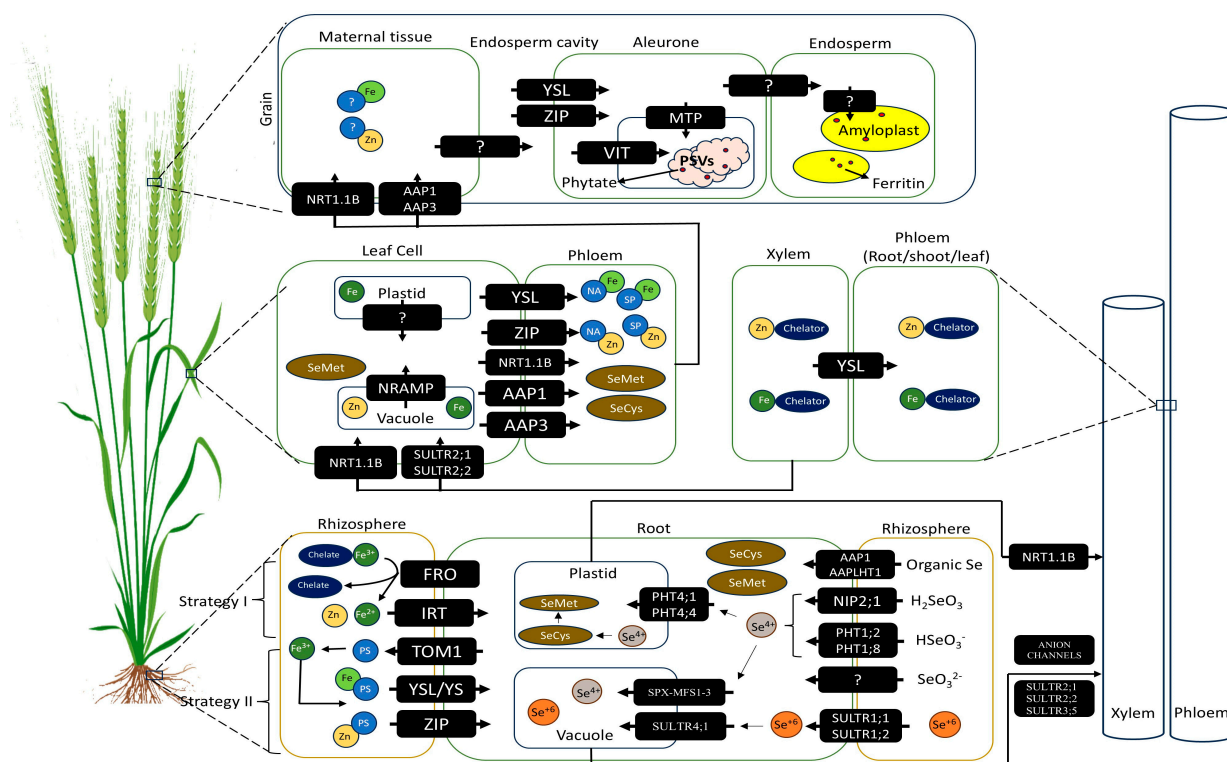 Grain
Maternal tissue
Endosperm cavity
Aleurone
Endosperm
?
Fe
?
Zn
NRT1.1B
AAP1
AAP3
?
YSL
ZIP
VIT
MTP
PSVs
Phytate
?
?
Amyloplast
Ferritin
Leaf Cell
Phloem
Fe
Plastid
?
SeMet
NRAMP
Zn
Fe
Vacuole
NRT1.1B
SULTR2;1
SULTR2;2
YSL
ZIP
NRT1.1B
AAP1
AAP3
NA
Fe
SP
Fe
NA
Zn
SP
Zn
SeMet
SeCys
Xylem
Phloem
(Root/shoot/leaf)
Zn
Chelator
Fe
Chelator
YSL
Zn
Chelator
Fe
Chelator
Rhizosphere
Root
Rhizosphere
Strategy I
Strategy II
Chelate
Fe3+
Chelate
Zn
Fe2+
Fe3+
PS
Fe
PS
PS
Zn
FRO
IRT
TOM1
YSL/YS
ZIP
Plastid
SeMet
SeCys
Se4+
PHT4;1
PHT4;4
SeCys
SeMet
Se4+
Se4+
Se+6
Vacuole
SPX-MFS1-3
SULTR4;1
Se+6
AAP1
AAPLHT1
Organic Se
NIP2;1
H2SeO3
PHT1;2
PHT1;8
HSeO3-
?
SeO32-
SULTR1;1
SULTR1;2
Se+6
NRT1.1B
ANION
CHANNELS
SULTR2;1
SULTR2;2
SULTR3;5
Xylem
Phloem